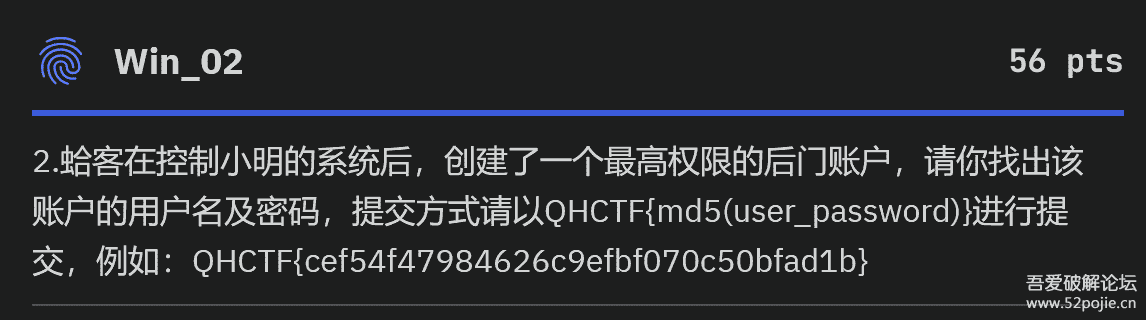 Win_02
56 pts
2.蛤客在控制小明的系统后，创建了一个最高权限的后门账户，请你找出该
账户的用户名及密码，提交方式请以QHCTF{md5(user_password)}进行提
交，例如：QHCTF{cef54f47984626c9efbf070c50bfad1b}
吾爱破解论坛
www.52pojie.cn